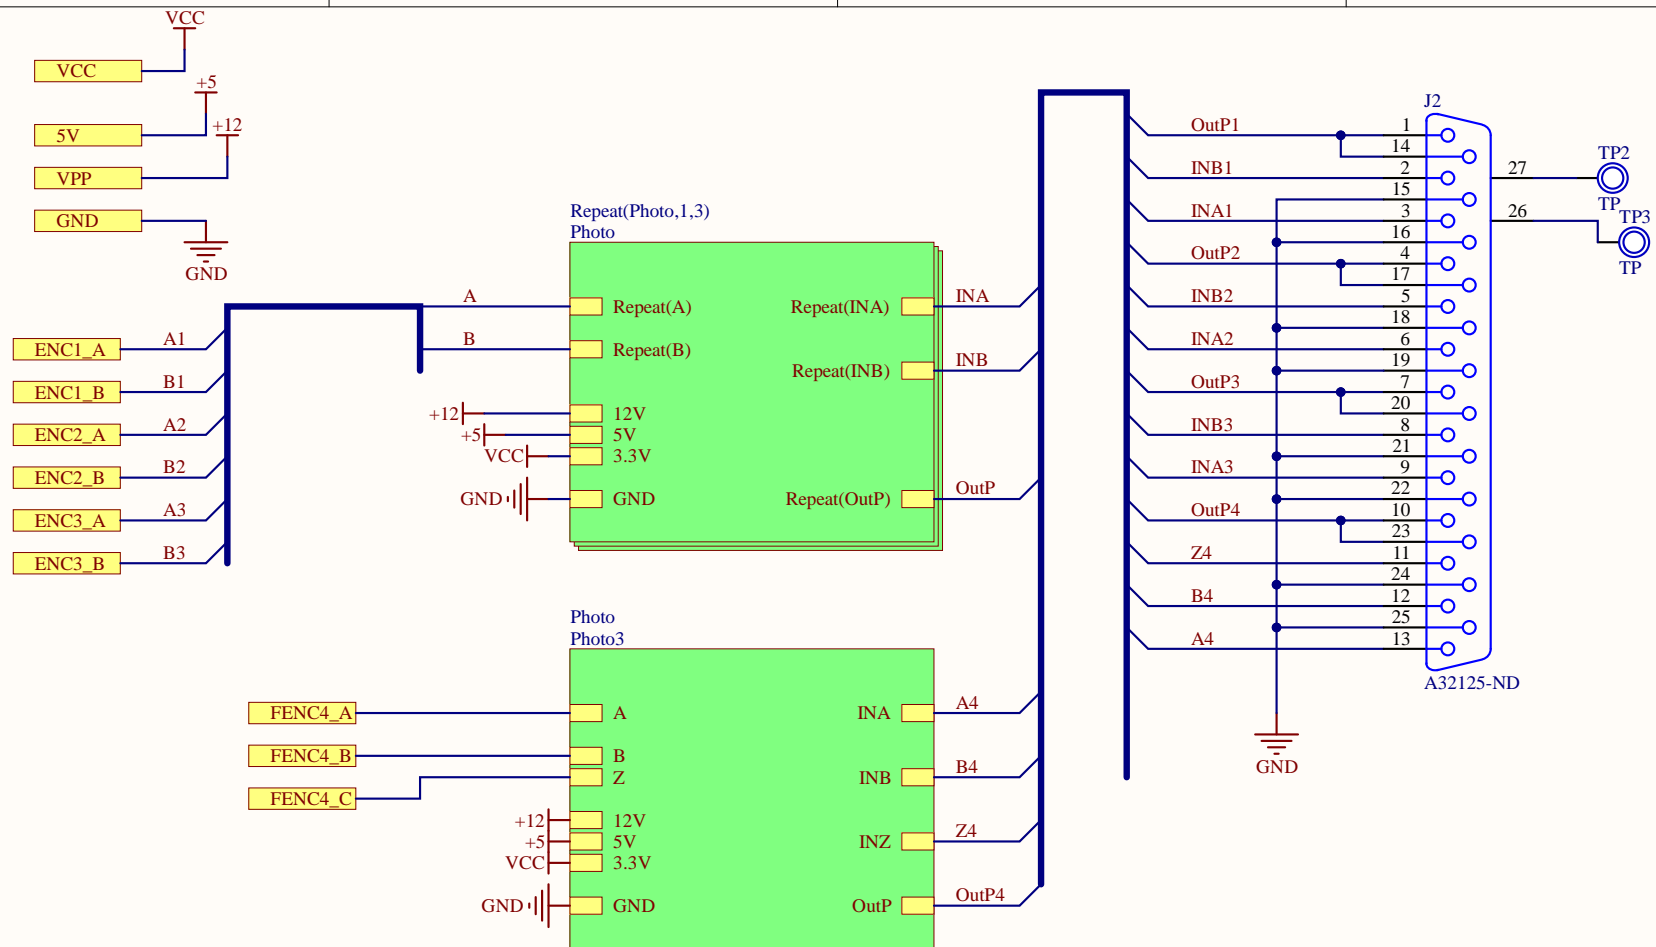 VCC
VCC
+5
5V
+12
VPP
GND
GND
ENC1_A
A1
ENC1_B
B1
ENC2_A
A2
ENC2_B
B2
ENC3_A
A3
ENC3_B
B3
Repeat(Photo,1,3)
Photo
A
Repeat(A)
Repeat(INA)
INA
B
Repeat(B)
Repeat(INB)
INB
+12
12V
+5
5V
VCC
3.3V
GND
GND
Repeat(OutP)
OutP
Photo
Photo3
FENC4_A
A
INA
A4
FENC4_B
B
INB
B4
FENC4_C
Z
+12
12V
+5
5V
INZ
Z4
VCC
3.3V
GND
GND
OutP
OutP4
J2
OutP1
1
14
INB1
2
15
INA1
3
16
OutP2
4
17
INB2
5
18
INA2
6
19
OutP3
7
20
INB3
8
21
INA3
9
22
OutP4
10
23
Z4
11
24
B4
12
25
A4
13
A32125-ND
GND
27
TP2
TP
26
TP3
TP